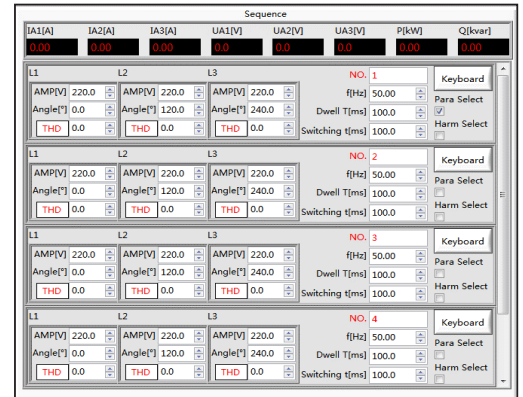 Sequence
IA1[A] IA2[A] IA3[A] UA1[V] UA2[V] UA3[V] P[kW] Q[kvar]
0.00 0.00 0.00 0.00 0.00 0.00 0.00 0.00
L1 L2 L3 NO. 1 Keyboard
AMP[V] 220.0 AMP[V] 220.0 AMP[V] 220.0 f[Hz] 50.00 Para Select
Angle[°] 0.0 Angle[°] 120.0 Angle[°] 240.0 Dwell T[ms] 100.0
THD 0.0 THD 0.0 THD 0.0 Switching t[ms] 100.0 Harm Select
L1 L2 L3 NO. 2 Keyboard
AMP[V] 220.0 AMP[V] 220.0 AMP[V] 220.0 f[Hz] 50.00 Para Select
Angle[°] 0.0 Angle[°] 120.0 Angle[°] 240.0 Dwell T[ms] 100.0
THD 0.0 THD 0.0 THD 0.0 Switching t[ms] 100.0 Harm Select
L1 L2 L3 NO. 3 Keyboard
AMP[V] 220.0 AMP[V] 220.0 AMP[V] 220.0 f[Hz] 50.00 Para Select
Angle[°] 0.0 Angle[°] 120.0 Angle[°] 240.0 Dwell T[ms] 100.0
THD 0.0 THD 0.0 THD 0.0 Switching t[ms] 100.0 Harm Select
L1 L2 L3 NO. 4 Keyboard
AMP[V] 220.0 AMP[V] 220.0 AMP[V] 220.0 f[Hz] 50.00 Para Select
Angle[°] 0.0 Angle[°] 120.0 Angle[°] 240.0 Dwell T[ms] 100.0
THD 0.0 THD 0.0 THD 0.0 Switching t[ms] 100.0 Harm Select